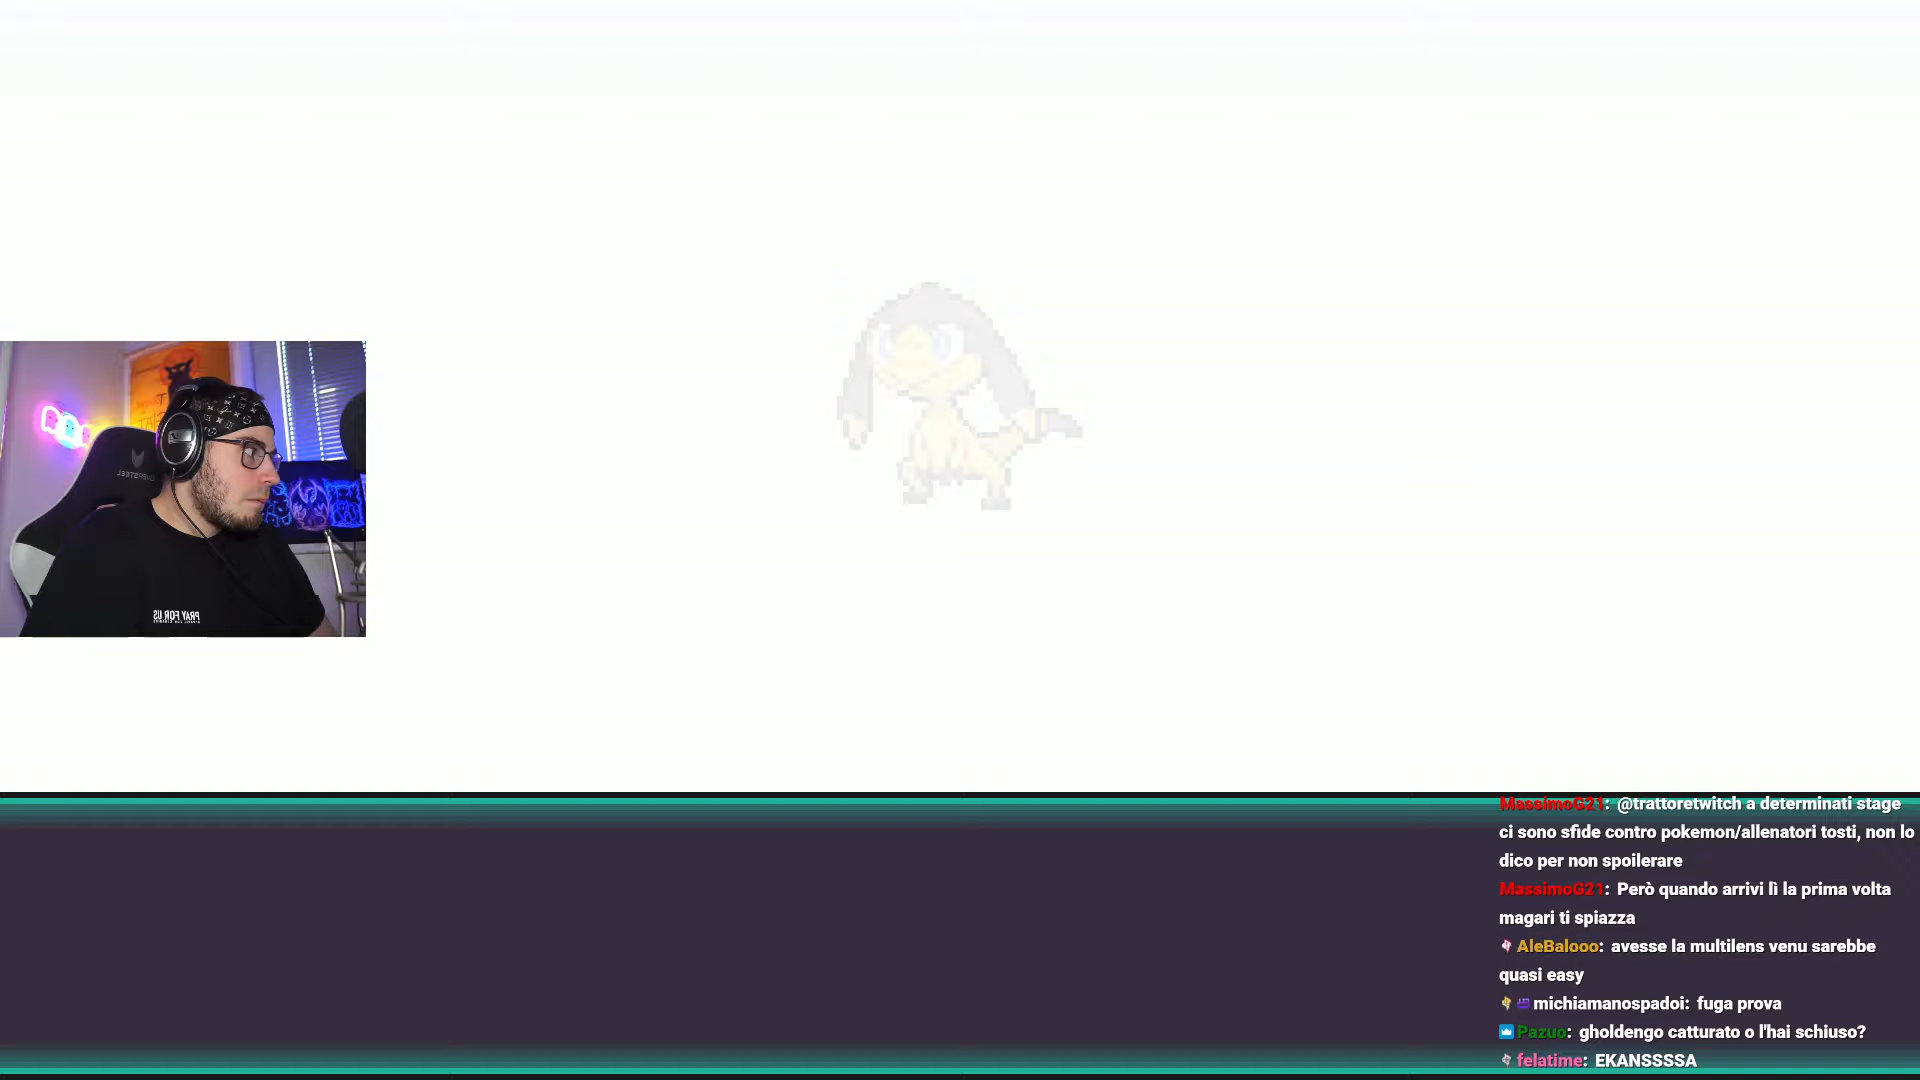 MassimoG21: @trattoretwitch a determinati stage
ci sono sfide contro pokemon/allenatori tosti, non lo
dico per non spoilerare
MassimoG21: Però quando arrivi lì la prima volta
magari ti spiazza
AleBalooo: avesse la multilens venu sarebbe
quasi easy
michiamanospadoi: fuga prova
Pazuo: gholdengo catturato o l'hai schiuso?
felatime: EKANSSSSA
PRAY FOR US